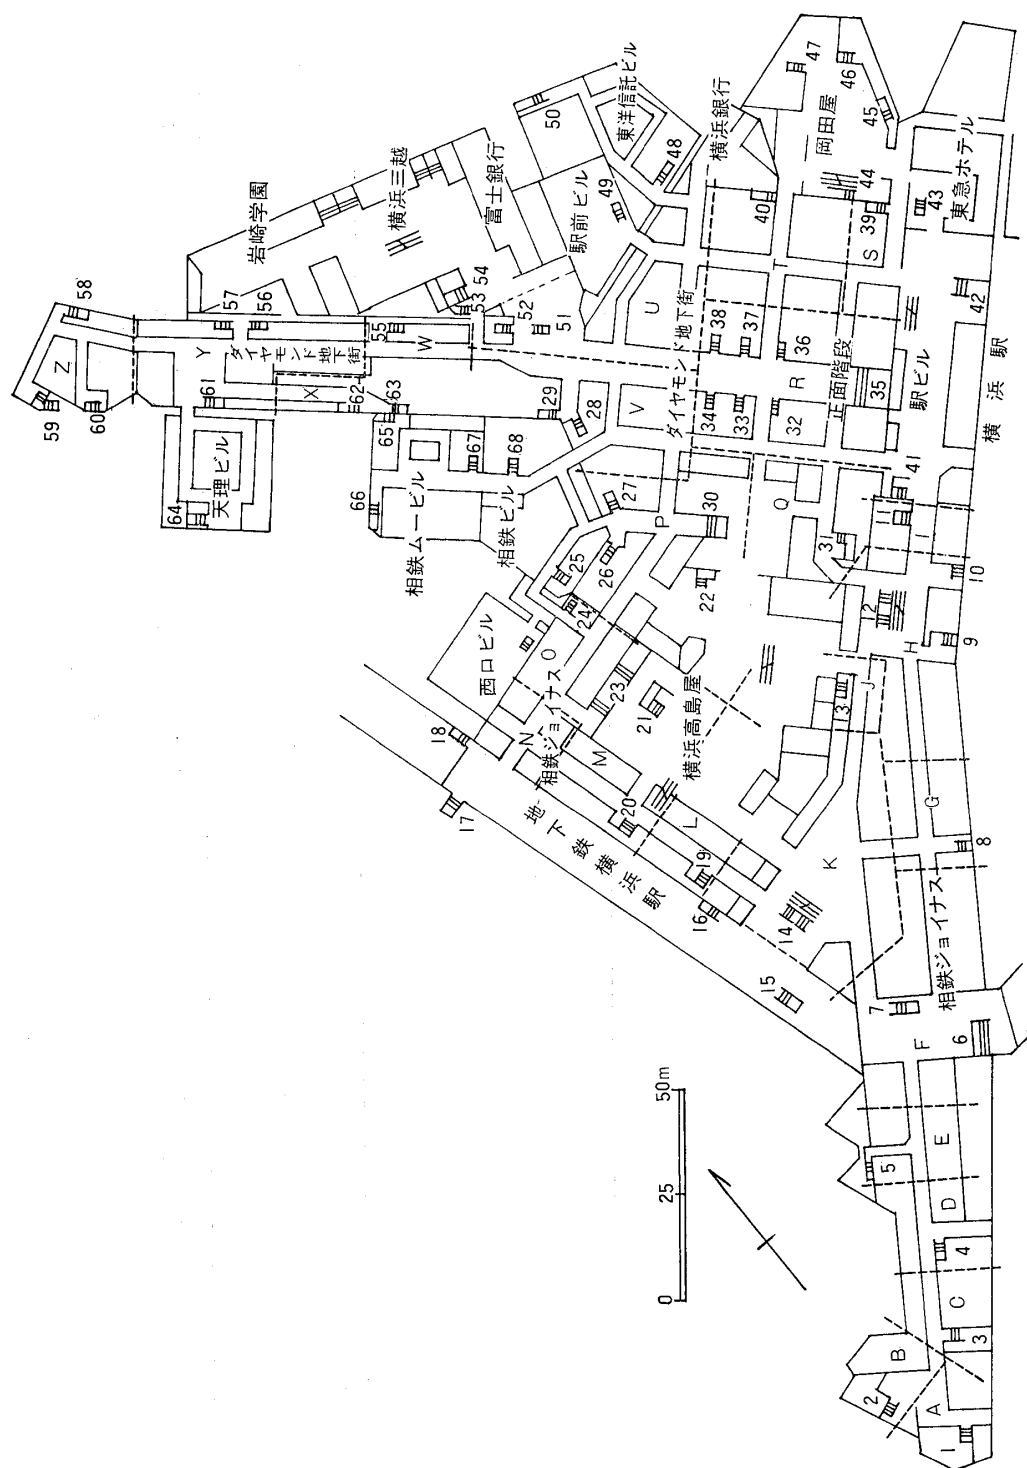 58
59
60
Z
57
56
Y
61
岩崎学園
ダイヤモンド地下街
横浜三越
X
55
62
63
W
54
53
52
51
64
天理ビル
65
66
67
68
相鉄ムービル
相鉄ビル
29
28
富士銀行
駅前ビル
50
49
東洋信託ビル
48
横浜銀行
47
46
岡田屋
45
44
40
39
43
東急ホテル
42
S
T
U
V
ダイヤモンド地下街
38
37
36
34
33
32
R
正面階段
35
駅ビル
横浜駅
41
27
30
P
Q
31
11
I
10
25
26
24
22
12
H
9
西口ビル
O
相鉄ジョイナス
N
M
23
21
横浜高島屋
13
J
18
17
地下鉄横浜駅
20
L
19
16
14
15
K
G
8
相鉄ジョイナス
7
F
6
0
25
50m
5
E
D
4
C
3
B
2
A
1